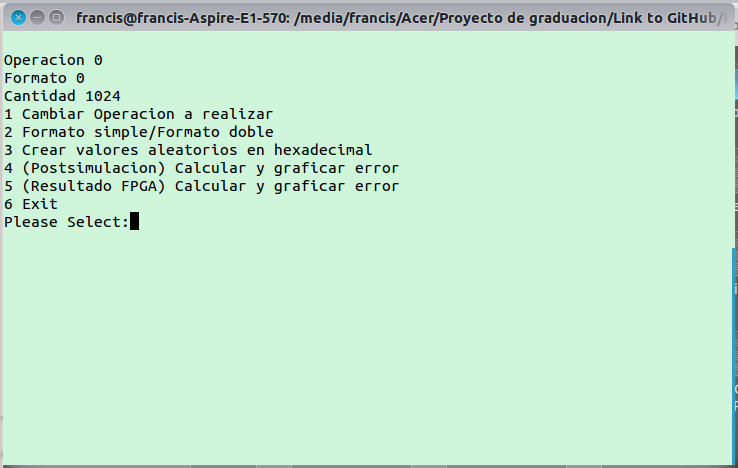 francis@francis-Aspire-E1-570: /media/francis/Acer/Proyecto de graduacion/Link to GitHub/
Operacion 0
Formato 0
Cantidad 1024
1 Cambiar Operacion a realizar
2 Formato simple/Formato doble
3 Crear valores aleatorios en hexadecimal
4 (Postsimulacion) Calcular y graficar error
5 (Resultado FPGA) Calcular y graficar error
6 Exit
Please Select: